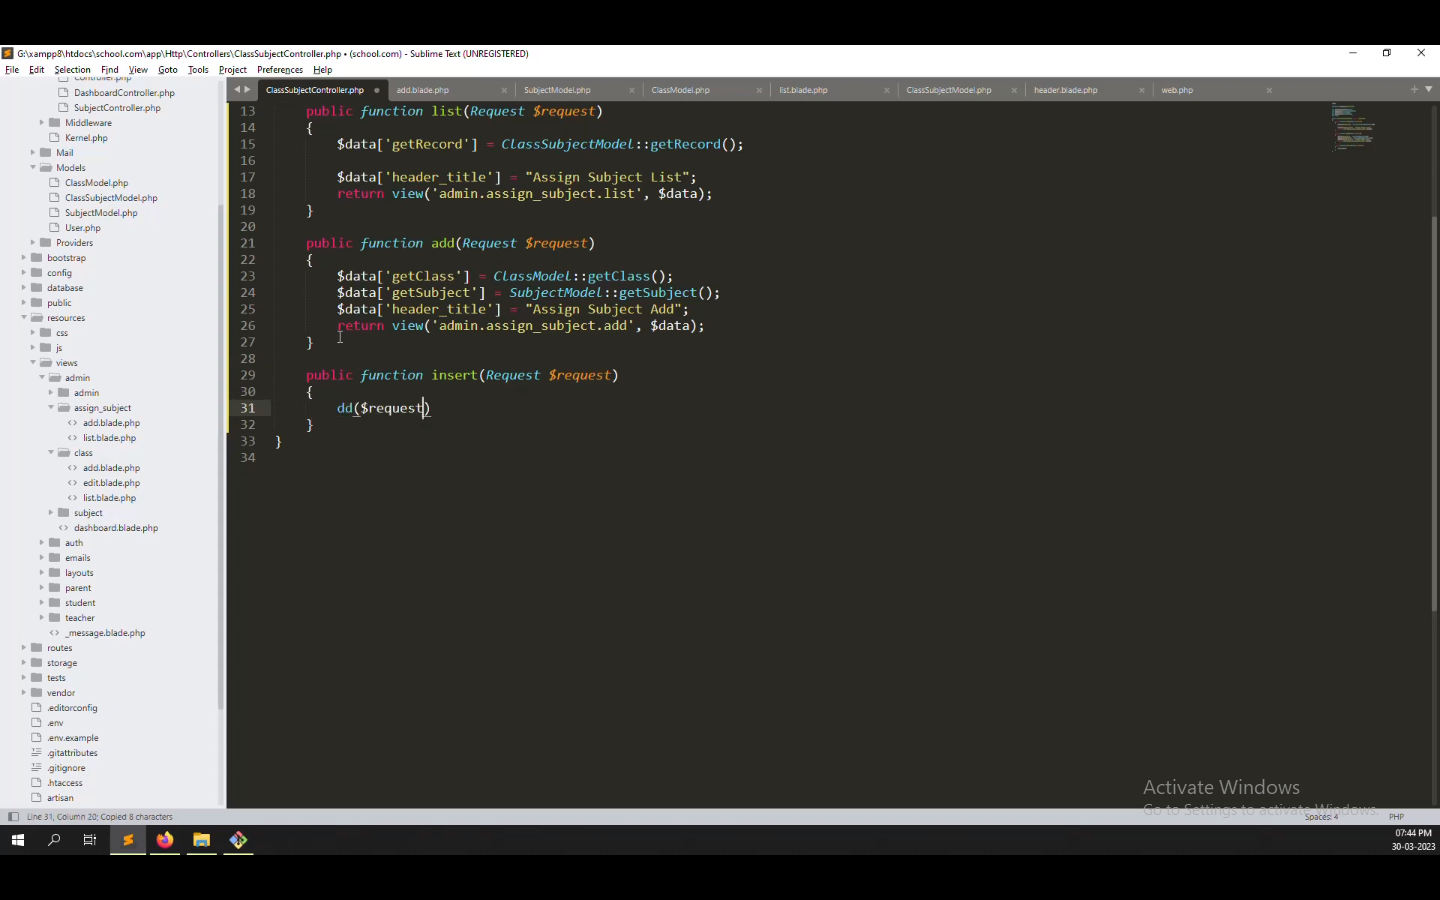 G:\xampp8\htdocs\school.com\app\Http\Controllers\ClassSubjectController.php • (school.com) - Sublime Text (UNREGISTERED)
File Edit Selection Find View Goto Tools Project Preferences Help
ClassSubjectController.php add.blade.php SubjectModel.php ClassModel.php list.blade.php ClassSubjectModel.php header.blade.php web.php
Controller.php
DashboardController.php
SubjectController.php
Middleware
Kernel.php
Mail
Models
ClassModel.php
ClassSubjectModel.php
SubjectModel.php
User.php
Providers
bootstrap
config
database
public
resources
css
js
views
admin
admin
assign_subject
add.blade.php
list.blade.php
class
add.blade.php
edit.blade.php
list.blade.php
subject
dashboard.blade.php
auth
emails
layouts
parent
student
teacher
_message.blade.php
routes
storage
tests
vendor
.editorconfig
.env
.env.example
.gitattributes
.gitignore
.htaccess
artisan
13 public function list(Request $request)
14 {
15 $data['getRecord'] = ClassSubjectModel::getRecord();
16
17 $data['header_title'] = "Assign Subject List";
18 return view('admin.assign_subject.list', $data);
19 }
20
21 public function add(Request $request)
22 {
23 $data['getClass'] = ClassModel::getClass();
24 $data['getSubject'] = SubjectModel::getSubject();
25 $data['header_title'] = "Assign Subject Add";
26 return view('admin.assign_subject.add', $data);
27 }
28
29 public function insert(Request $request)
30 {
31 dd($request)
32 }
33 }
34
Activate Windows
Go to Settings to activate Windows.
Line 31, Column 20; Copied 8 characters
Spaces: 4 PHP
07:44 PM
30-03-2023